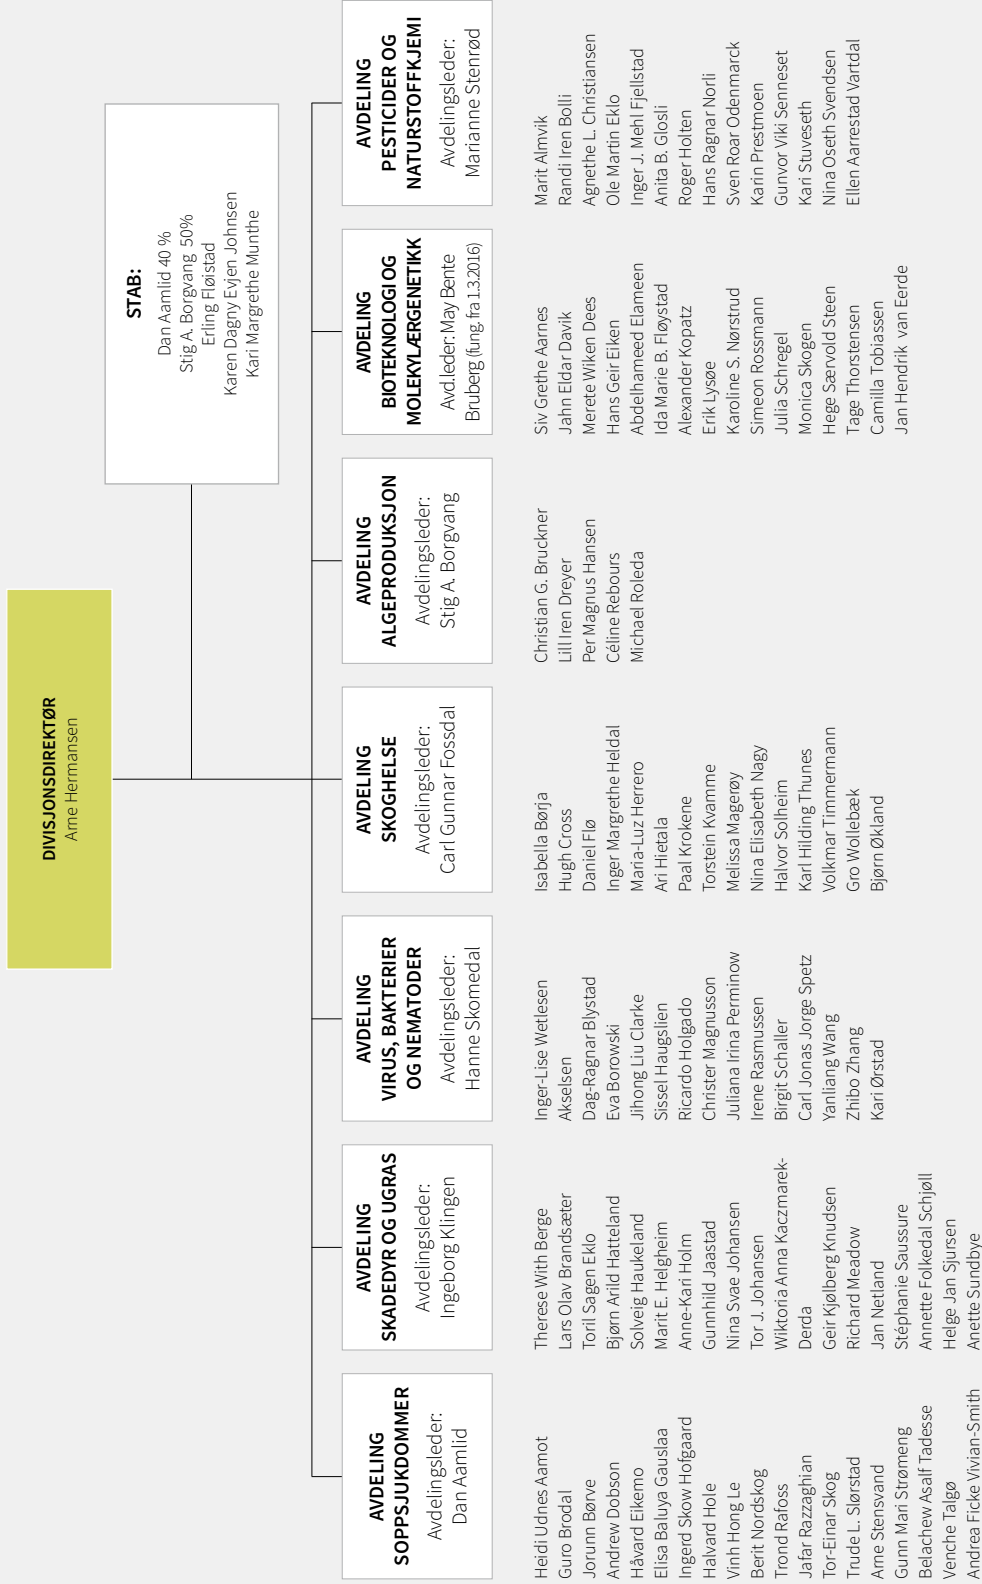 DIVISJONSDIREKTØR
Arne Hermansen
STAB:
Dan Aamlid 40 %
Stig A. Borgvang 50%
Erling Fløistad
Karen Dagny Evjen Johnsen
Kari Margrethe Munthe
AVDELING
SOPPSJUKDOMMER
Avdelingsleder:
Dan Aamlid
Heidi Udnes Aamot
Guro Brodal
Jorunn Børve
Andrew Dobson
Håvard Eikemo
Elisa Baluya Gauslaa
Ingerd Skow Hofgaard
Halvard Hole
Vinh Hong Le
Berit Nordskog
Trond Rafoss
Jafar Razzaghian
Tor-Einar Skog
Trude L. Slørstad
Arne Stensvand
Gunn Mari Strømeng
Belachew Asalf Tadesse
Venche Talgø
Andrea Ficke Vivian-Smith
AVDELING
SKADEDYR OG UGRAS
Avdelingsleder:
Ingeborg Klingen
Therese With Berge
Lars Olav Brandsæter
Toril Sagen Eklo
Bjørn Arild Hatteland
Solveig Haukeland
Marit E. Helgheim
Anne-Kari Holm
Gunnhild Jaastad
Nina Svae Johansen
Tor J. Johansen
Wiktoria Anna Kaczmarek-
Derda
Geir Kjølberg Knudsen
Richard Meadow
Jan Netland
Stéphanie Saussure
Annette Folkedal Schjøll
Helge Jan Sjursen
Anette Sundbye
AVDELING
VIRUS, BAKTERIER
OG NEMATODER
Avdelingsleder:
Hanne Skomedal
Inger-Lise Wetlesen
Akselsen
Dag-Ragnar Blystad
Eva Borowski
Jihong Liu Clarke
Sissel Haugslien
Ricardo Holgado
Christer Magnusson
Juliana Irina Perminow
Irene Rasmussen
Birgit Schaller
Carl Jonas Jorge Spetz
Yanliang Wang
Zhibo Zhang
Kari Ørstad
AVDELING
SKOGHELSE
Avdelingsleder:
Carl Gunnar Fossdal
Isabella Børja
Hugh Cross
Daniel Flø
Inger Margrethe Heldal
Maria-Luz Herrero
Ari Hietala
Paal Krokene
Torstein Kvamme
Melissa Magerøy
Nina Elisabeth Nagy
Halvor Solheim
Karl Hilding Thunes
Volkmar Timmermann
Gro Wollebæk
Bjørn Økland
AVDELING
ALGEPRODUKSJON
Avdelingsleder:
Stig A. Borgvang
Christian G. Bruckner
Lill Iren Dreyer
Per Magnus Hansen
Céline Rebours
Michael Roleda
AVDELING
BIOTEKNOLOGI OG
MOLEKYLÆRGENETIKK
Avd.leder: May Bente
Bruberg (fung. fra 1.3.2016)
Siv Grethe Aarnes
Jahn Eldar Davik
Merete Wiken Dees
Hans Geir Eiken
Abdelhameed Elameen
Ida Marie B. Fløystad
Alexander Kopatz
Erik Lysøe
Karoline S. Nørstrud
Simeon Rossmann
Julia Schregel
Monica Skogen
Hege Særvold Steen
Tage Thorstensen
Camilla Tobiassen
Jan Hendrik van Eerde
AVDELING
PESTICIDER OG
NATURSTOFFKJEMI
Avdelingsleder:
Marianne Stenrød
Marit Almvik
Randi Iren Bolli
Agnethe L. Christiansen
Ole Martin Eklo
Inger J. Mehl Fjellstad
Anita B. Glosli
Roger Holten
Hans Ragnar Norli
Sven Roar Odenmarck
Karin Prestmoen
Gunvor Viki Senneset
Kari Stuveseth
Nina Oseth Svendsen
Ellen Aarrestad Vartdal